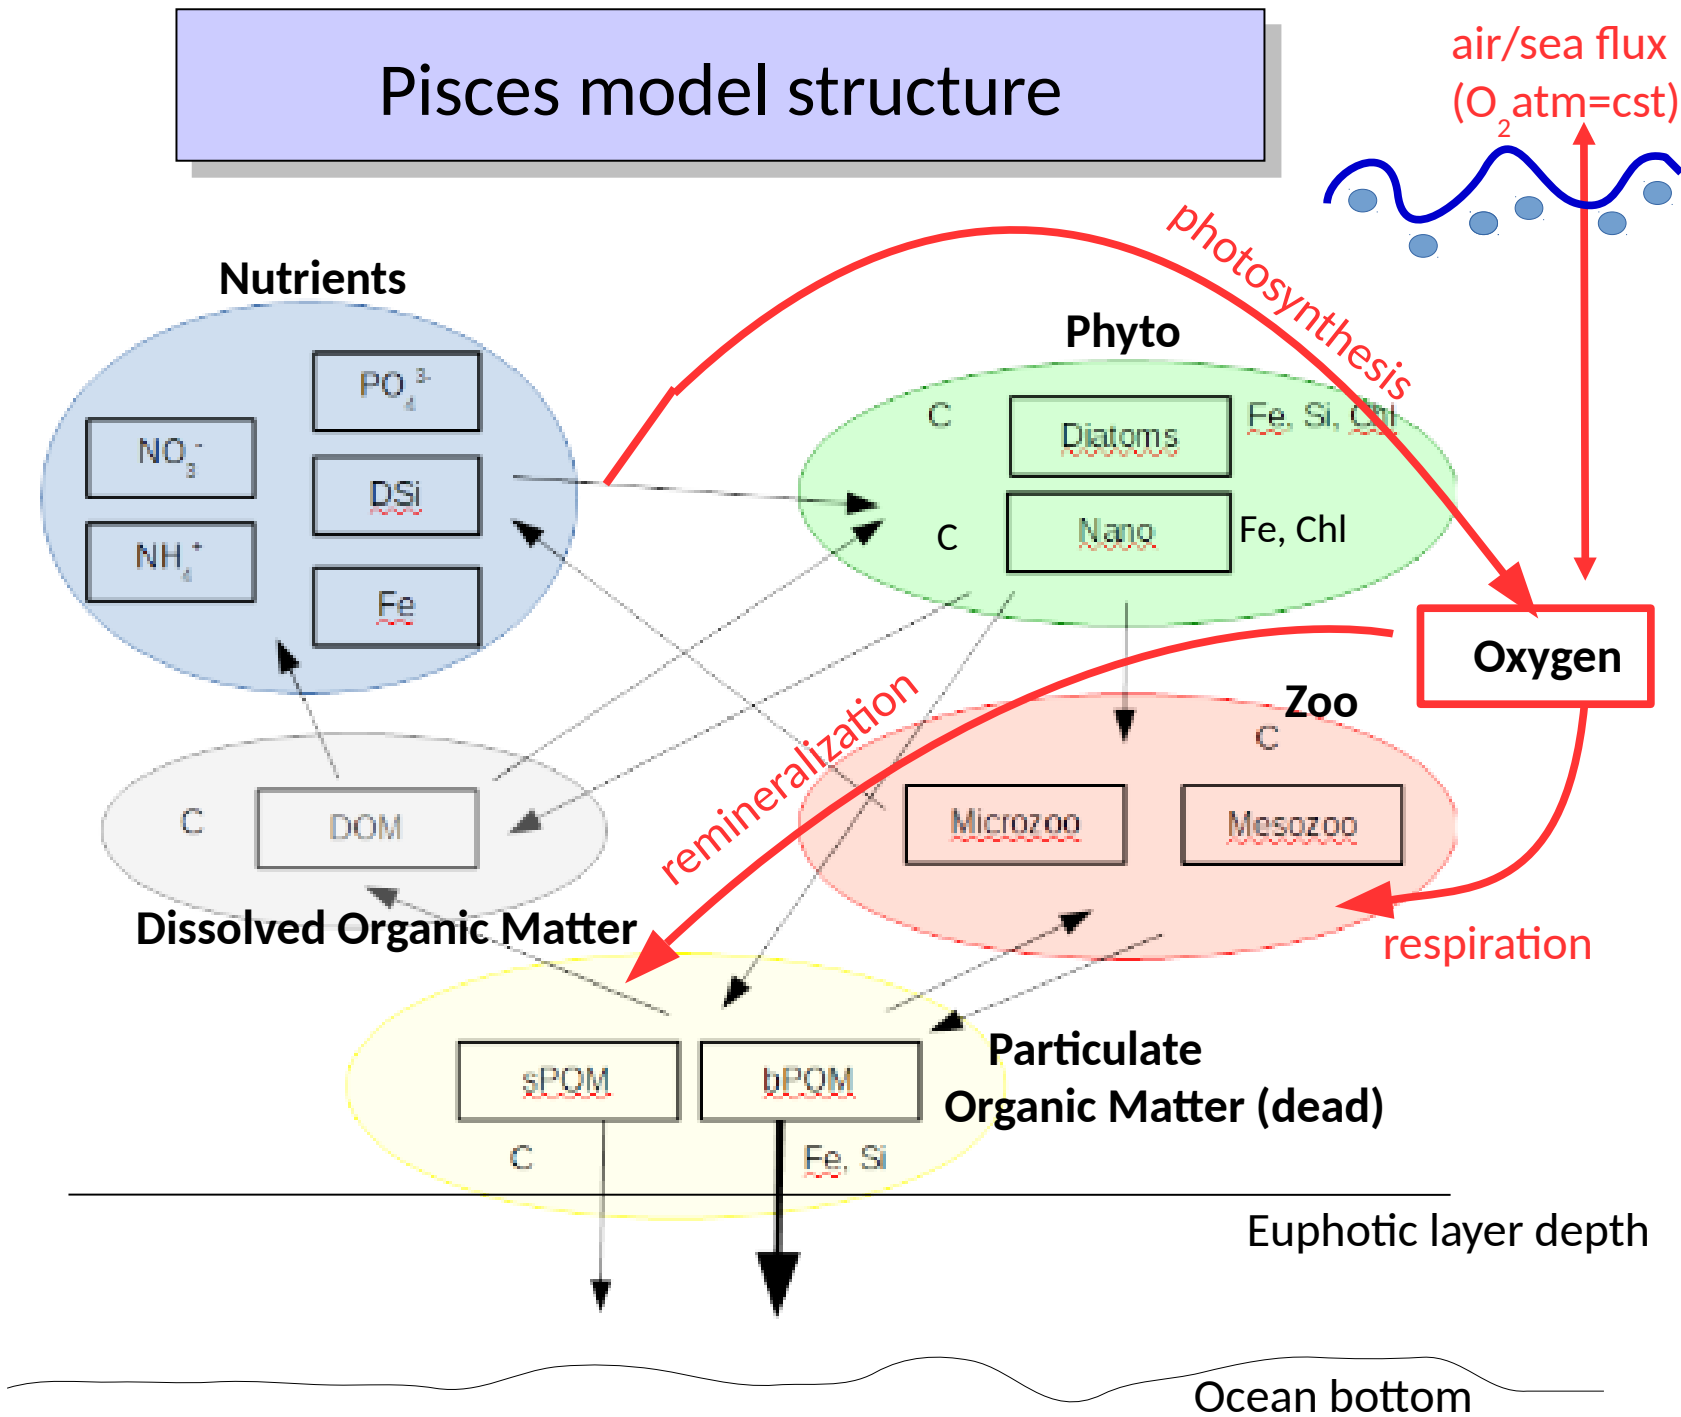 Pisces model structure
air/sea flux
(O2atm=cst)
photosynthesis
Nutrients
PO4 3-
NO3 -
DSi
NH4 +
Fe
Phyto
C
Diatoms
Fe, Si, Chl
C
Nano
Fe, Chl
Oxygen
remineralization
Zoo
C
Microzoo
Mesozoo
respiration
C
DOM
Dissolved Organic Matter
sPOM
bPOM
C
Fe, Si
Particulate
Organic Matter (dead)
Euphotic layer depth
Ocean bottom